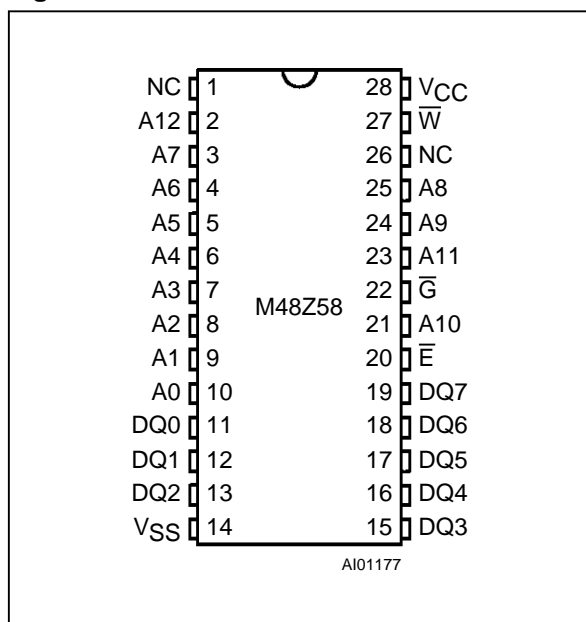 NC 1 28 VCC
A12 2 27 W̅
A7 3 26 NC
A6 4 25 A8
A5 5 24 A9
A4 6 23 A11
A3 7 22 G̅
M48Z58
A2 8 21 A10
A1 9 20 E̅
A0 10 19 DQ7
DQ0 11 18 DQ6
DQ1 12 17 DQ5
DQ2 13 16 DQ4
VSS 14 15 DQ3
AI01177